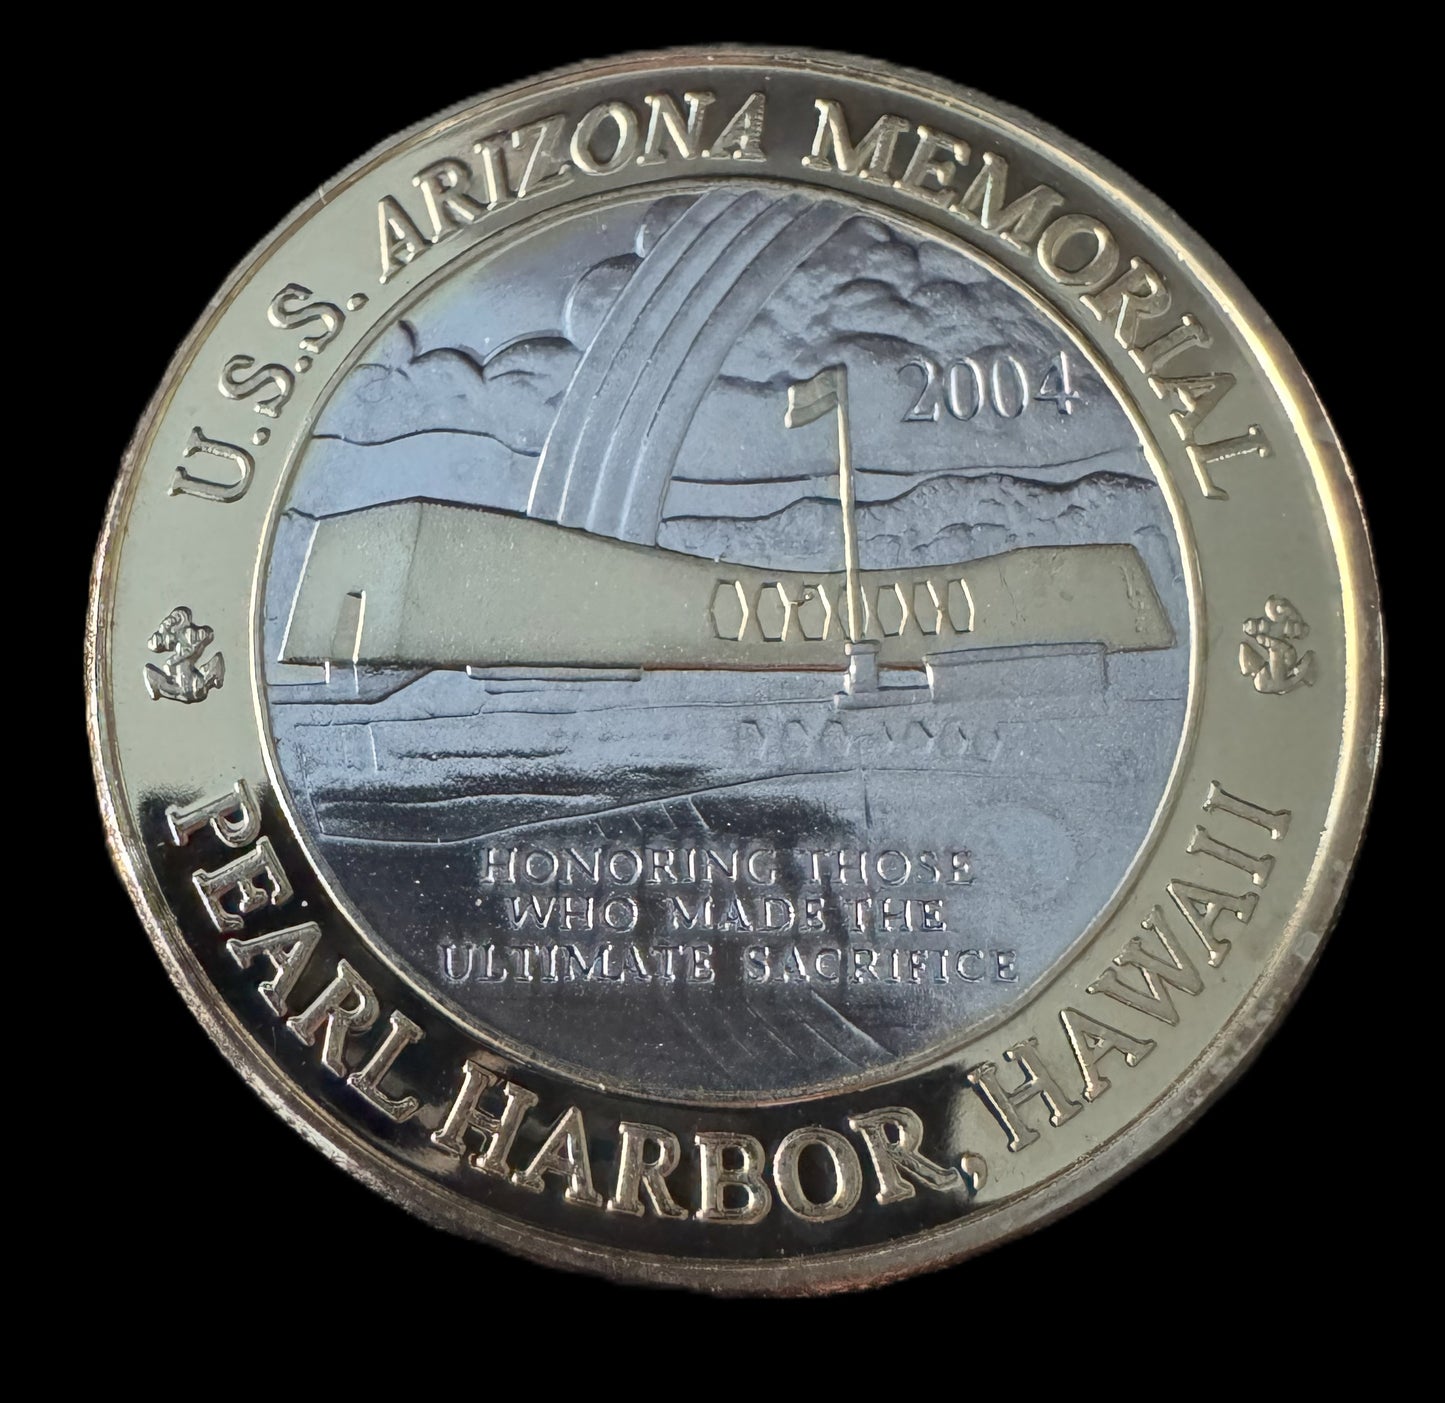 U.S.S. ARIZONA MEMORIAL
2004
HONORING THOSE
WHO MADE THE
ULTIMATE SACRIFICE
PEARL HARBOR, HAWAII